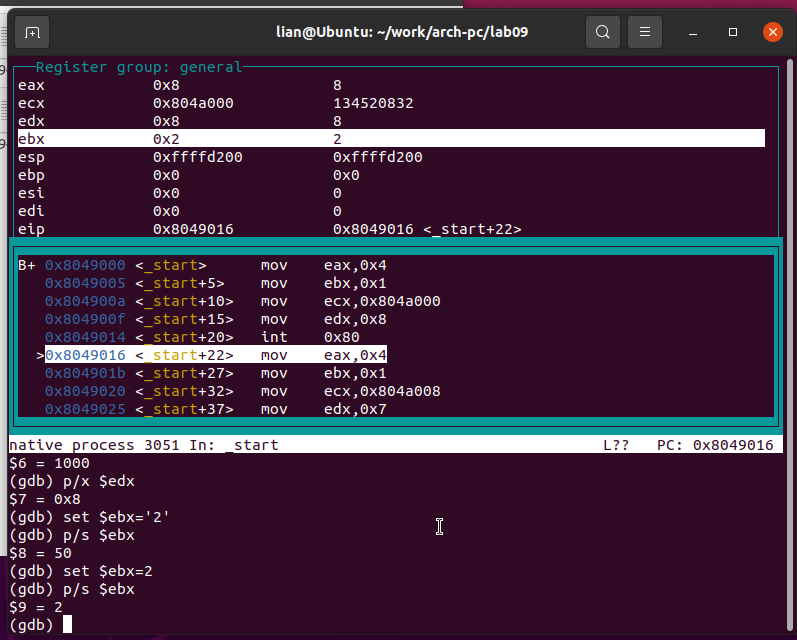 lian@Ubuntu: ~/work/arch-pc/lab09
Register group: general
eax 0x8 8
ecx 0x804a000 134520832
edx 0x8 8
ebx 0x2 2
esp 0xffffd200 0xffffd200
ebp 0x0 0x0
esi 0x0 0
edi 0x0 0
eip 0x8049016 0x8049016 <_start+22>
B+ 0x8049000 <_start> mov eax,0x4
0x8049005 <_start+5> mov ebx,0x1
0x804900a <_start+10> mov ecx,0x804a000
0x804900f <_start+15> mov edx,0x8
0x8049014 <_start+20> int 0x80
>0x8049016 <_start+22> mov eax,0x4
0x804901b <_start+27> mov ebx,0x1
0x8049020 <_start+32> mov ecx,0x804a008
0x8049025 <_start+37> mov edx,0x7
native process 3051 In: _start L?? PC: 0x8049016
$6 = 1000
(gdb) p/x $edx
$7 = 0x8
(gdb) set $ebx='2'
(gdb) p/s $ebx
$8 = 50
(gdb) set $ebx=2
(gdb) p/s $ebx
$9 = 2
(gdb)